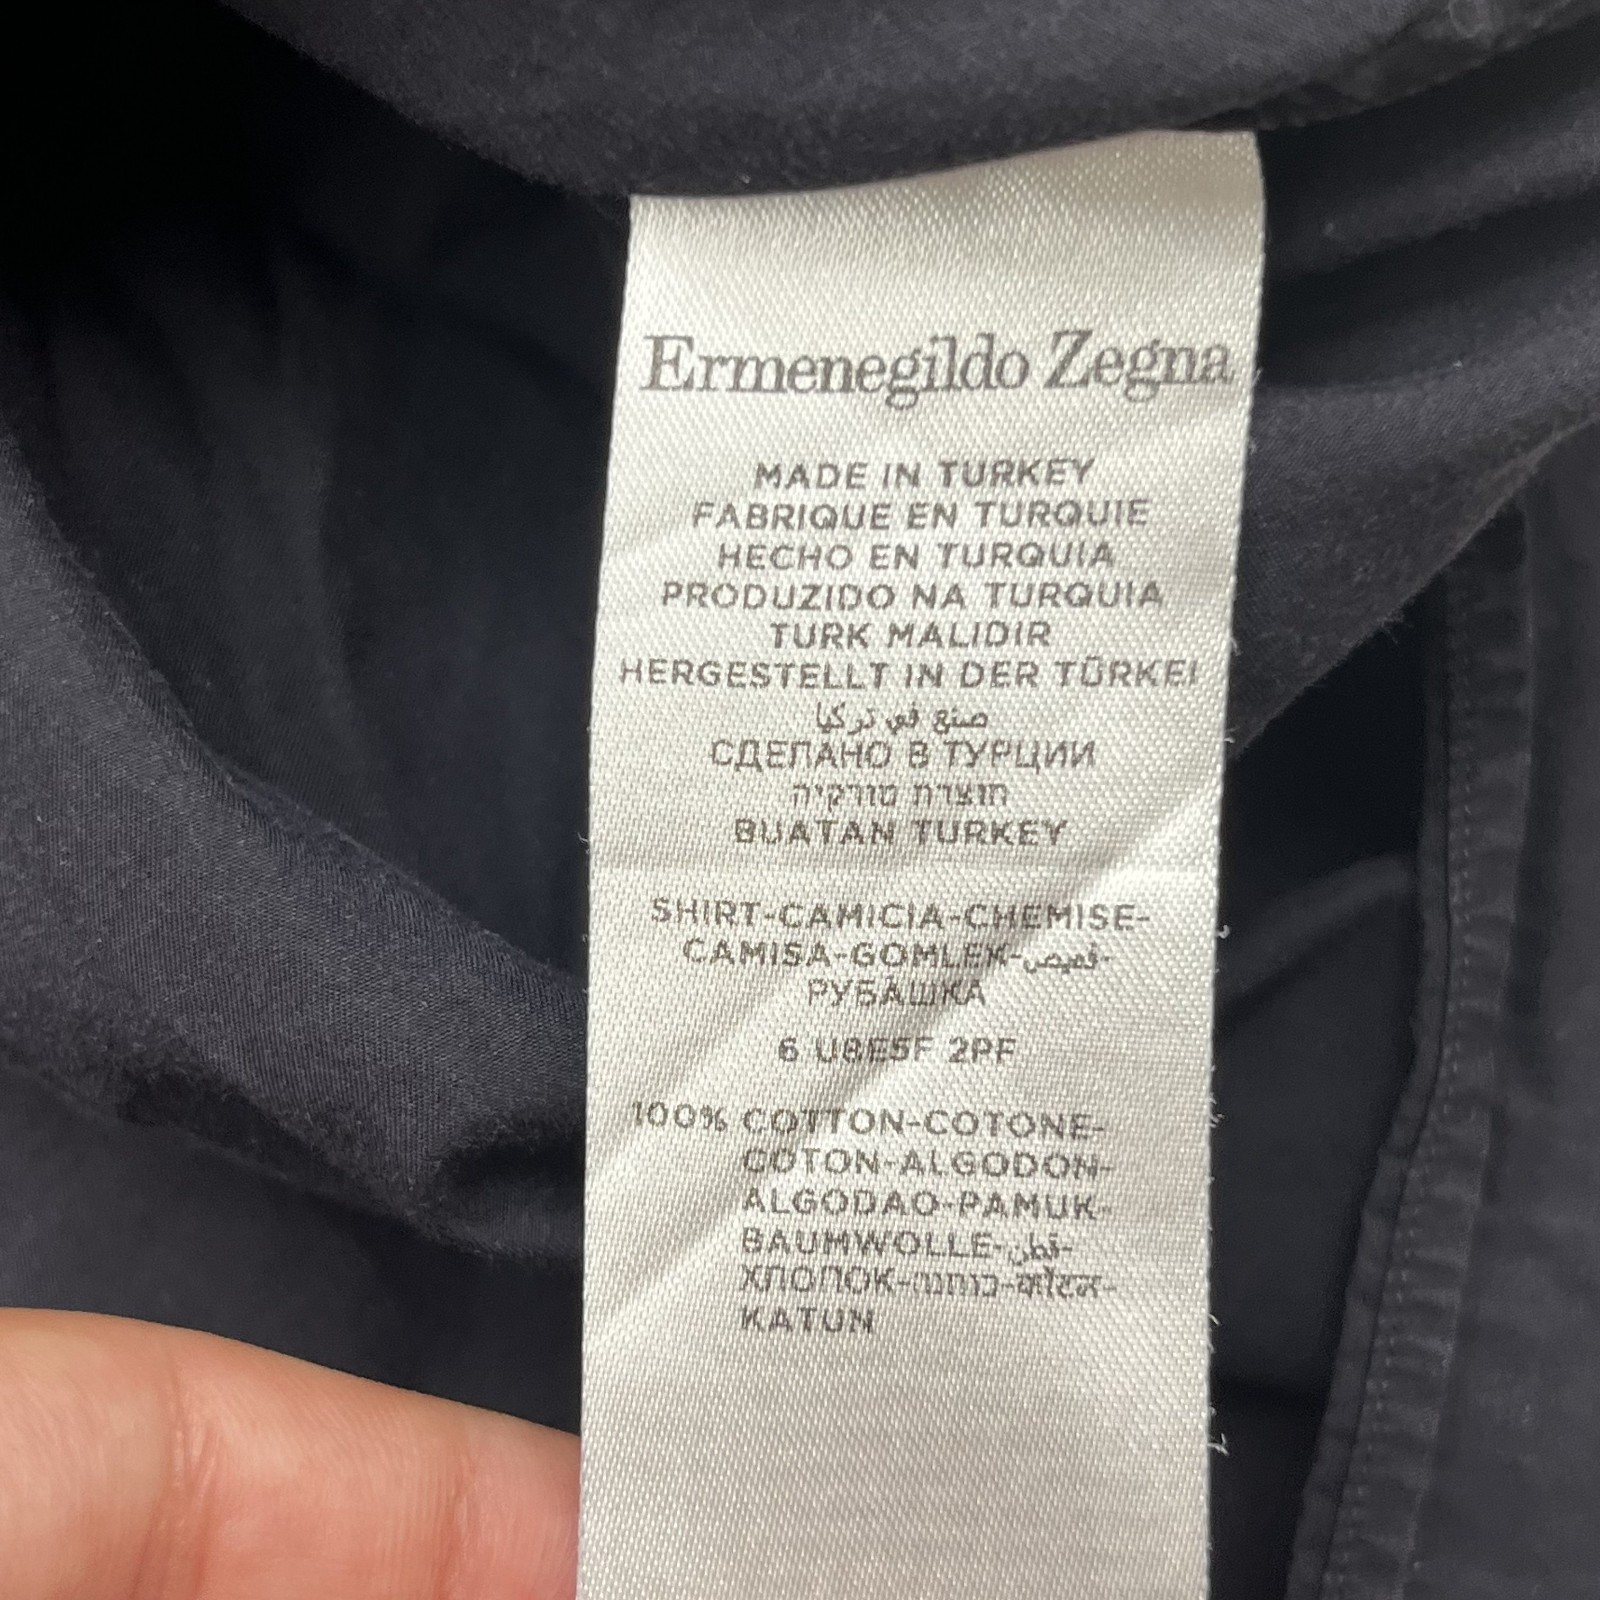 Ermenegildo Zegna
MADE IN TURKEY
FABRIQUE EN TURQUIE
HECHO EN TURQUIA
PRODUZIDO NA TURQUIA
TURK MALIDIR
HERGESTELLT IN DER TÜRKEI
صنع في تركيا
СДЕЛАНО В ТУРЦИИ
תוצרת טורקיה
BUATAN TURKEY
SHIRT-CAMICIA-CHEMISE-
CAMISA-GOMLEK-قميص-
РУБАШКА
6 U8E5F 2PF
100% COTTON-COTONE-
COTON-ALGODON-
ALGODAO-PAMUK-
BAUMWOLLE-قطن-
ХЛОПОК-כותנה-कॉटन-
KATUN